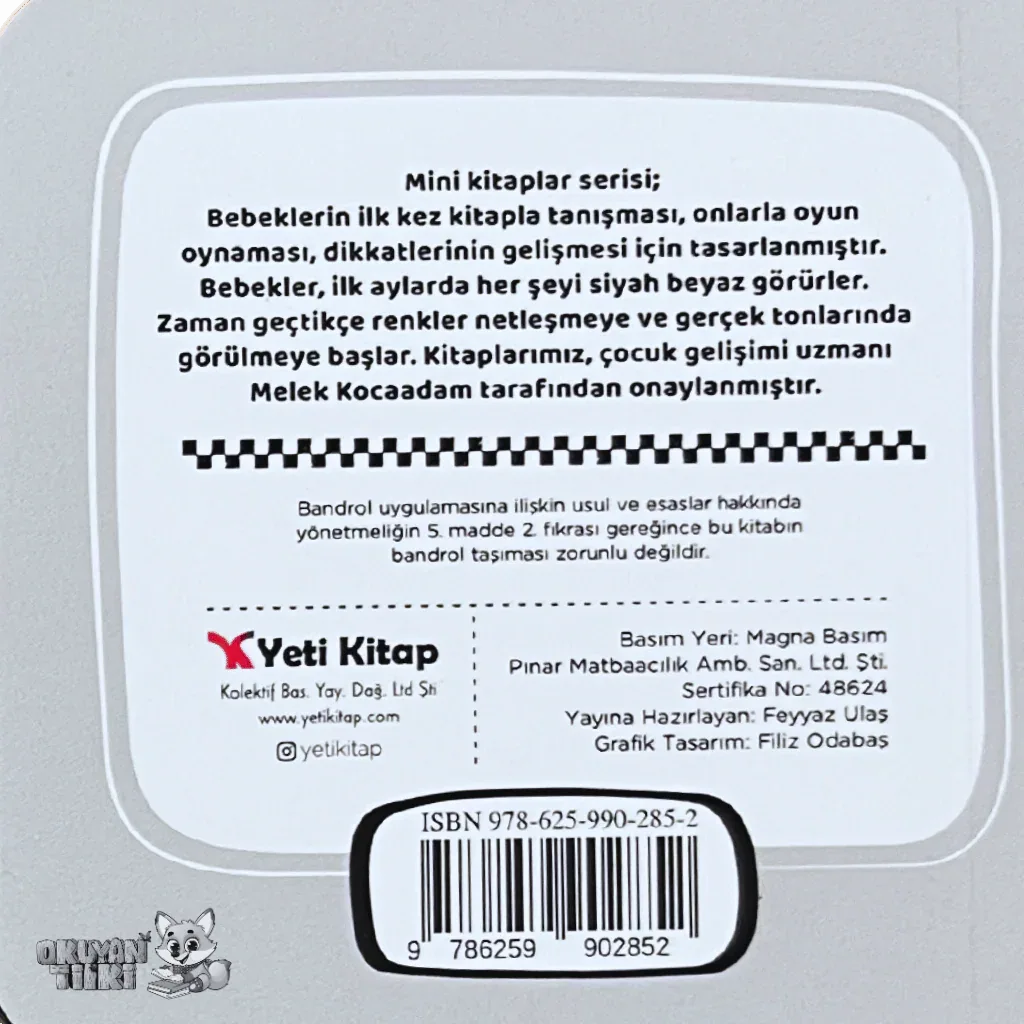 Mini kitaplar serisi;
Bebeklerin ilk kez kitapla tanışması, onlarla oyun
oynaması, dikkatlerinin gelişmesi için tasarlanmıştır.
Bebekler, ilk aylarda her şeyi siyah beyaz görürler.
Zaman geçtikçe renkler netleşmeye ve gerçek tonlarında
görülmeye başlar. Kitaplarımız, çocuk gelişimi uzmanı
Melek Kocaadam tarafından onaylanmıştır.
Bandrol uygulamasına ilişkin usul ve esaslar hakkında
yönetmeliğin 5. madde 2. fıkrası gereğince bu kitabın
bandrol taşıması zorunlu değildir.
Yeti Kitap
Kolektif Bas. Yay. Dağ. Ltd Şti
www.yetikitap.com
yetikitap
Basım Yeri: Magna Basım
Pınar Matbaacılık Amb. San. Ltd. Şti.
Sertifika No: 48624
Yayına Hazırlayan: Feyyaz Ulaş
Grafik Tasarım: Filiz Odabaş
ISBN 978-625-990-285-2
9 786259 902852
OKUYAN
TİLKİ